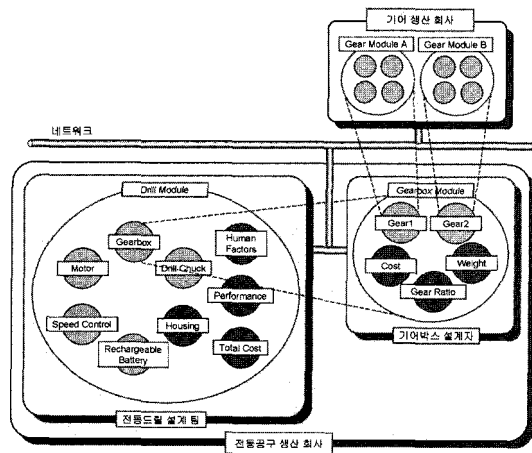 기어 생산 회사
Gear Module A
Gear Module B
네트워크
Drill Module
Gearbox
Human
Factors
Motor
Drill Chuck
Performance
Speed Control
Housing
Rechargeable
Battery
Total Cost
전동드릴 설계 팀
Gearbox Module
Gear1
Gear2
Cost
Weight
Gear Ratio
기어박스 설계자
전동공구 생산 회사